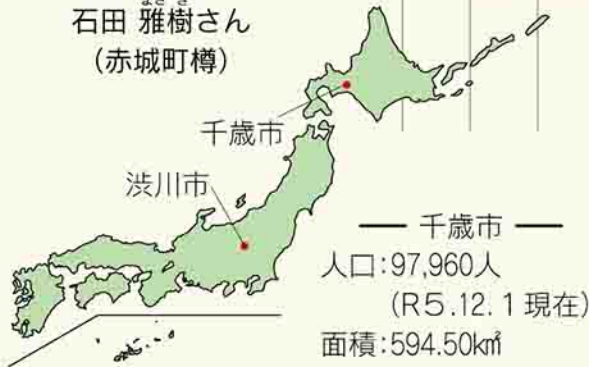 石田 雅樹さん
(赤城町樽)
千歳市
渋川市
── 千歳市 ──
人口:97,960人
(R5.12.1現在)
面積:594.50㎢